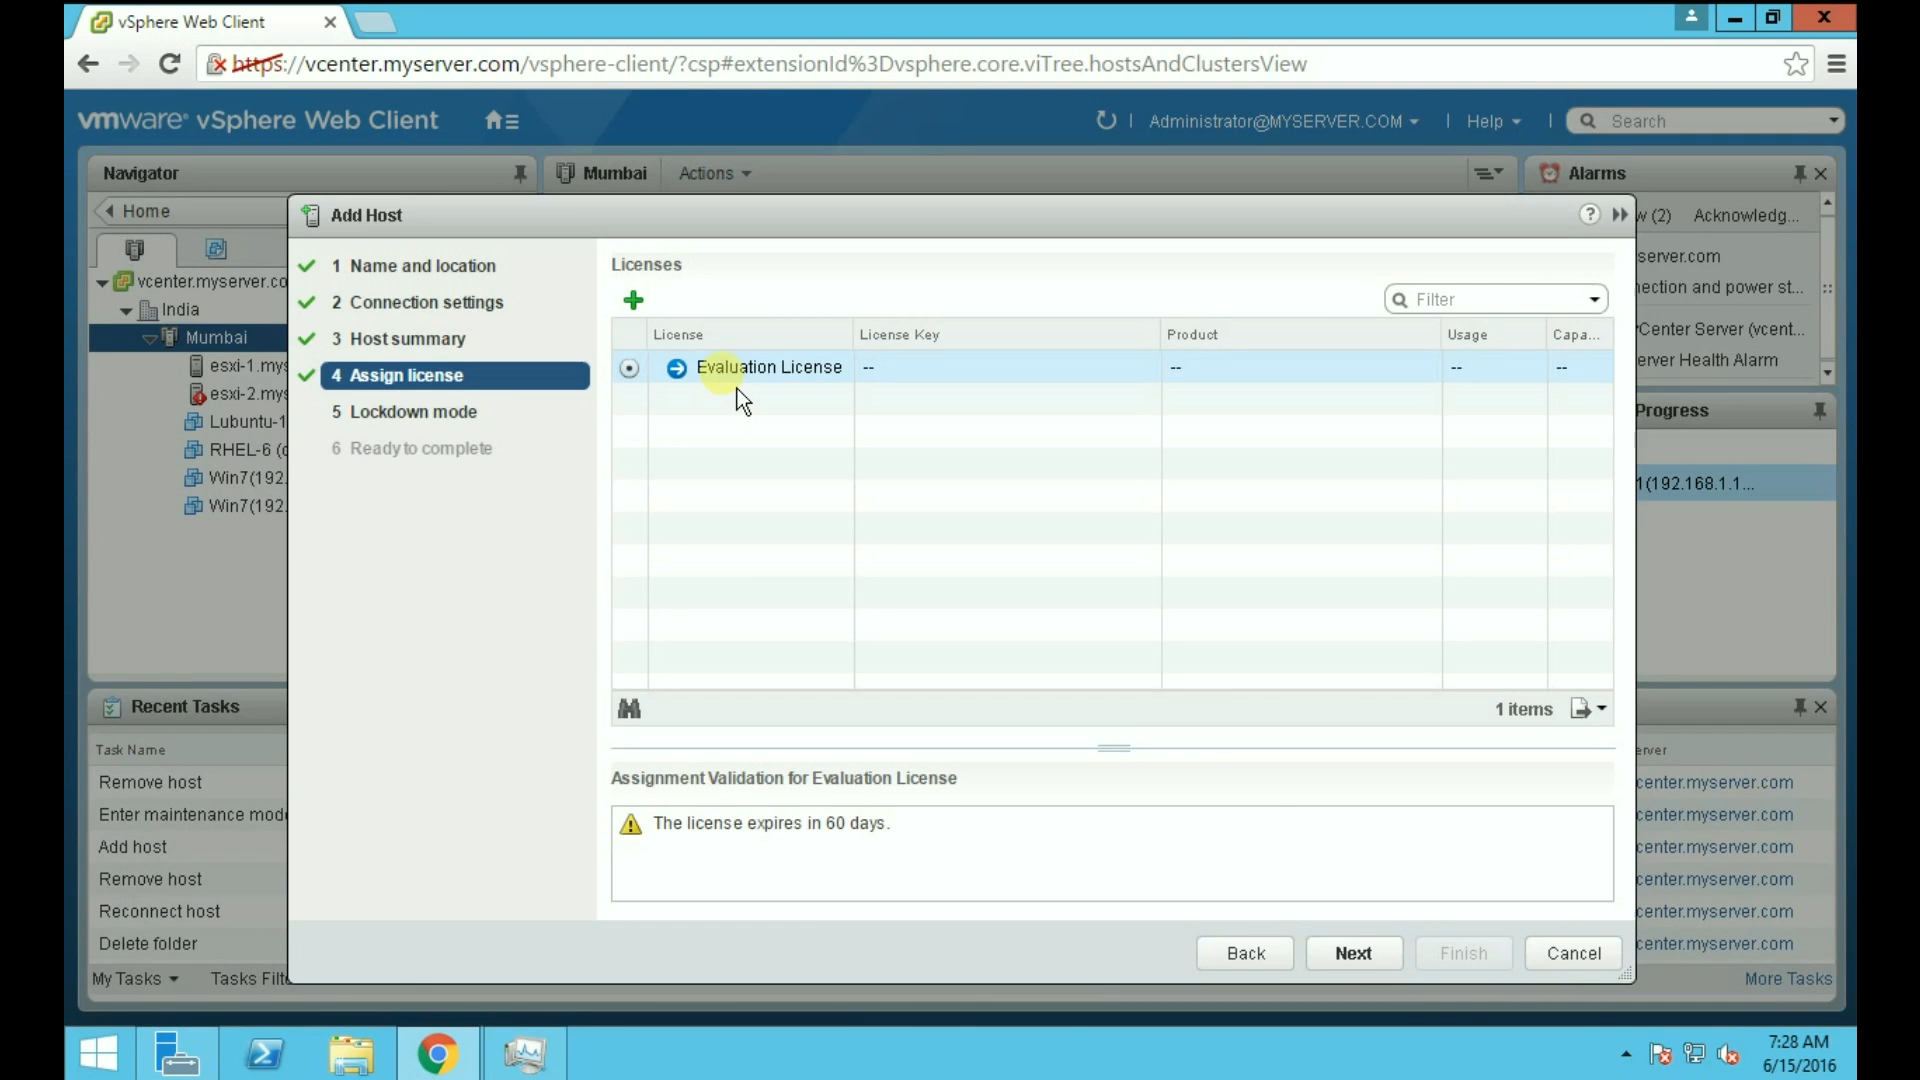 vSphere Web Client
https://vcenter.myserver.com/vsphere-client/?csp#extensionId%3Dvsphere.core.viTree.hostsAndClustersView
vmware® vSphere Web Client
Administrator@MYSERVER.COM
Help
Search
Navigator
Mumbai
Actions
Alarms
Home
Add Host
w (2)
Acknowledg...
1 Name and location
2 Connection settings
3 Host summary
4 Assign license
5 Lockdown mode
6 Ready to complete
Licenses
Filter
License
License Key
Product
Usage
Capa...
Evaluation License
--
--
--
--
1 items
Assignment Validation for Evaluation License
The license expires in 60 days.
Back
Next
Finish
Cancel
vcenter.myserver.co
India
Mumbai
esxi-1.mys
esxi-2.mys
Lubuntu-1
RHEL-6 (
Win7(192.
Win7(192.
server.com
nection and power st...
Center Server (vcent...
erver Health Alarm
Progress
1(192.168.1.1...
Recent Tasks
Task Name
Remove host
Enter maintenance mode
Add host
Remove host
Reconnect host
Delete folder
My Tasks
Tasks Filt
erver
center.myserver.com
center.myserver.com
center.myserver.com
center.myserver.com
center.myserver.com
center.myserver.com
More Tasks
7:28 AM
6/15/2016